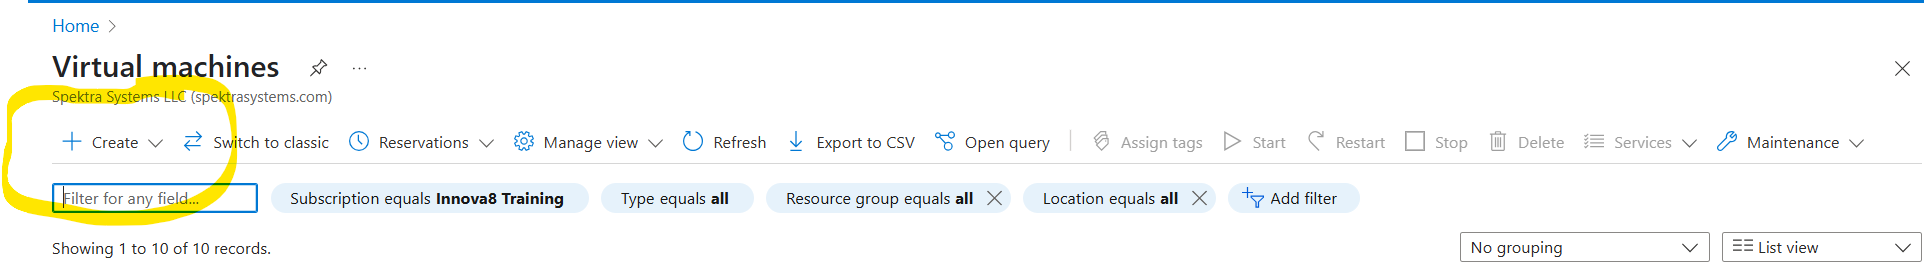 Home
Virtual machines
Spektra Systems LLC (spektrasystems.com)
Create Switch to classic Reservations Manage view Refresh Export to CSV Open query Assign tags Start Restart Stop Delete Services Maintenance
Filter for any field... Subscription equals Innova8 Training Type equals all Resource group equals all Location equals all Add filter
Showing 1 to 10 of 10 records. No grouping List view